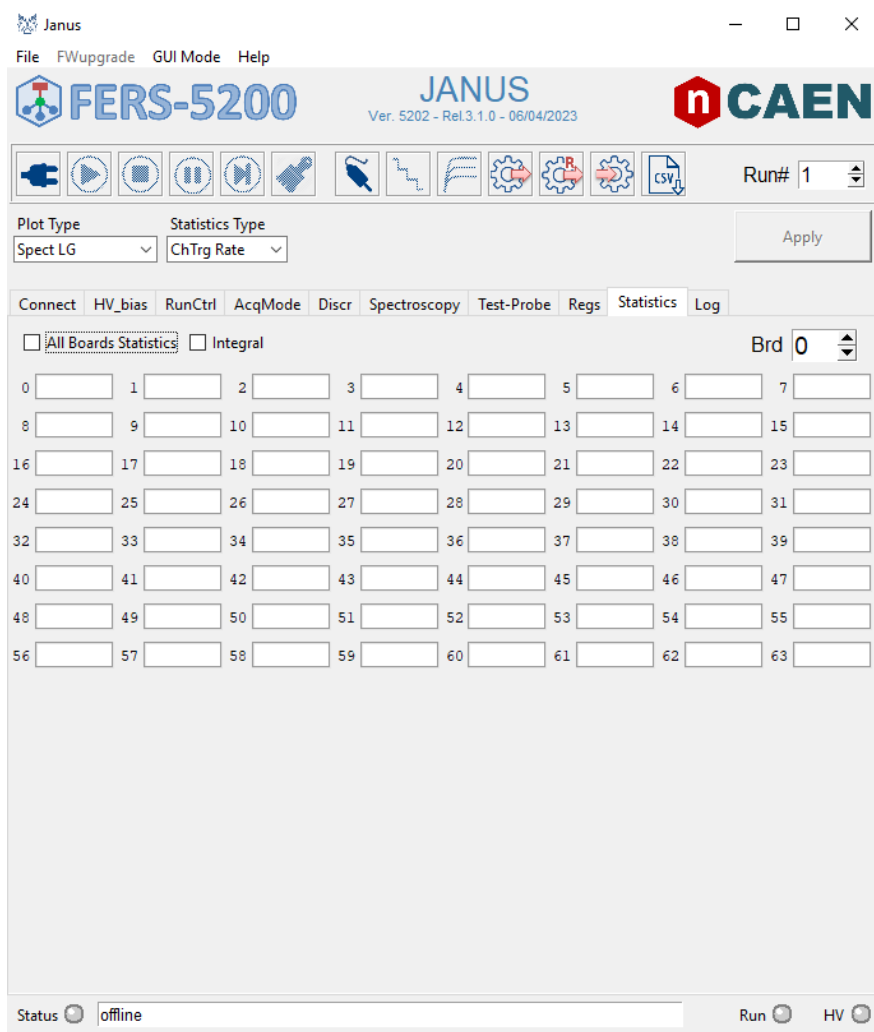 Janus
File FWupgrade GUI Mode Help
FERS-5200
JANUS
Ver. 5202 - Rel.3.1.0 - 06/04/2023
n CAEN
R
CSV
Run# 1
Plot Type Statistics Type
Spect LG ChTrg Rate
Apply
Connect HV_bias RunCtrl AcqMode Discr Spectroscopy Test-Probe Regs Statistics Log
All Boards Statistics Integral Brd 0
0 1 2 3 4 5 6 7
8 9 10 11 12 13 14 15
16 17 18 19 20 21 22 23
24 25 26 27 28 29 30 31
32 33 34 35 36 37 38 39
40 41 42 43 44 45 46 47
48 49 50 51 52 53 54 55
56 57 58 59 60 61 62 63
Status offline Run HV